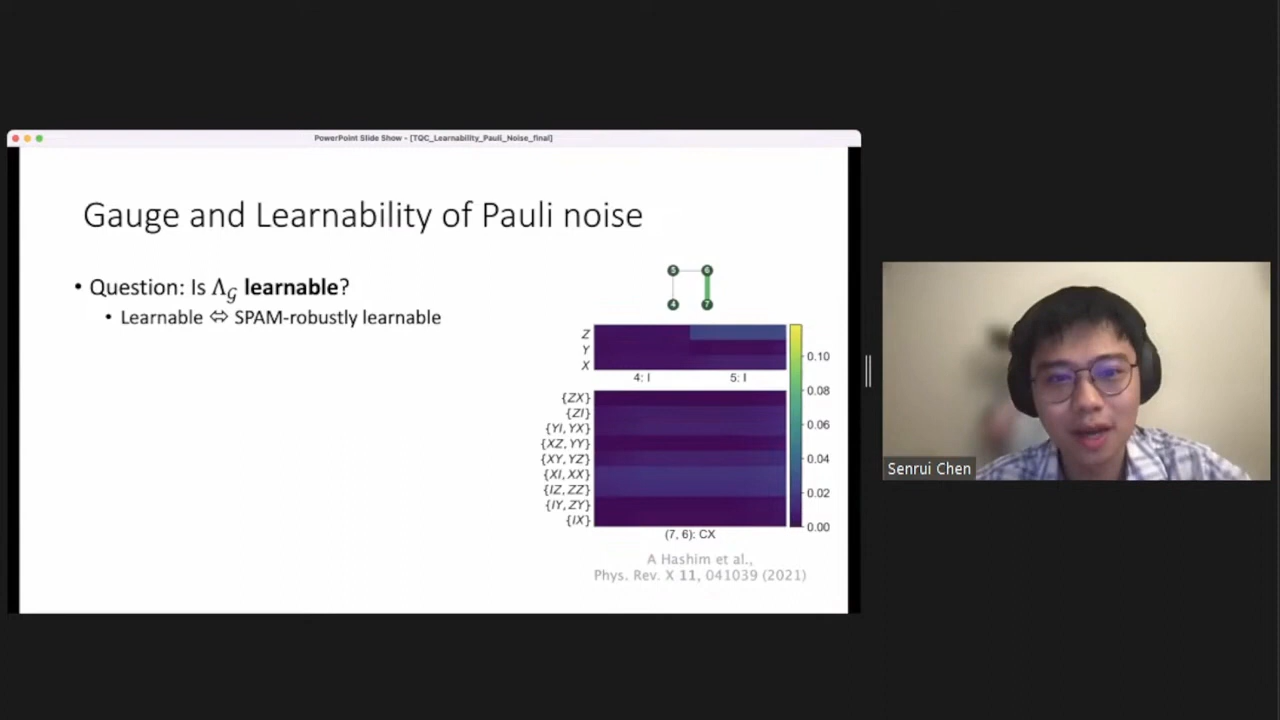 PowerPoint Slide Show - [TQC_Learnability_Pauli_Noise_final]
Gauge and Learnability of Pauli noise
• Question: Is Λ𝒢 learnable?
• Learnable ⇔ SPAM-robustly learnable
5 6
4 7
Z
Y
X
4: I 5: I
{ZX}
{ZI}
{YI, YX}
{XZ, YY}
{XY, YZ}
{XI, XX}
{IZ, ZZ}
{IY, ZY}
{IX}
(7, 6): CX
0.10
0.08
0.06
0.04
0.02
0.00
A Hashim et al.,
Phys. Rev. X 11, 041039 (2021)
Senrui Chen